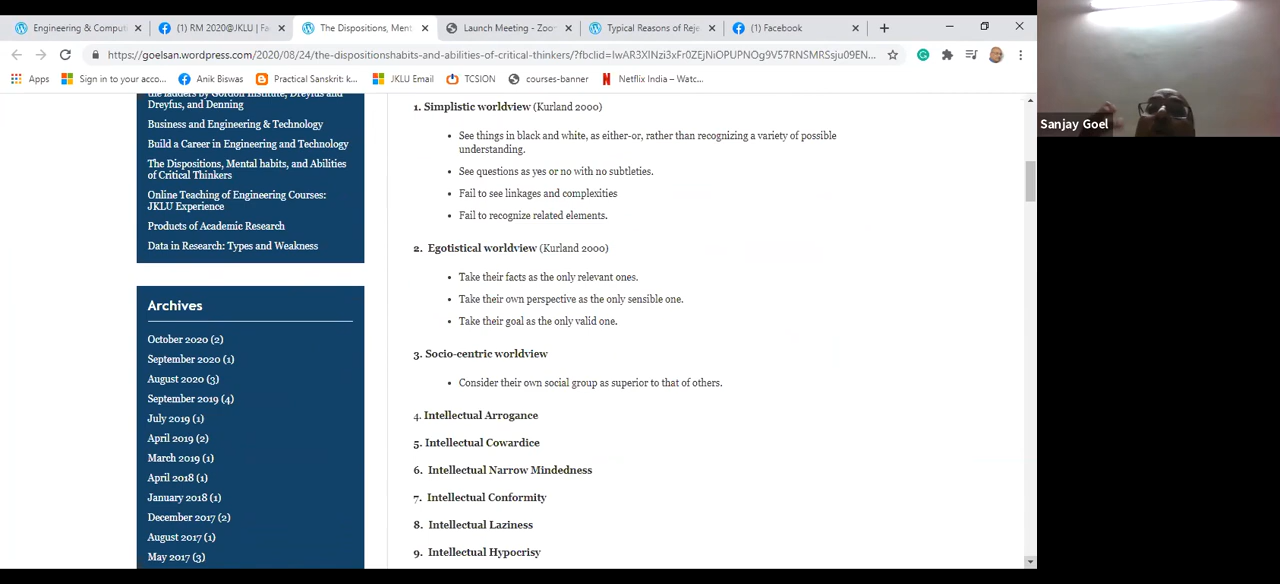 Engineering & Comput
(1) RM 2020@JKLU | Fa
The Dispositions, Ment
Launch Meeting - Zoom
Typical Reasons of Reje
(1) Facebook
https://goelsan.wordpress.com/2020/08/24/the-dispositionshabits-and-abilities-of-critical-thinkers/?fbclid=IwAR3XlNzi3xFr0ZEjNiOPUPNOg9V57RNSMRSsju09EN...
Apps
Sign in to your acco...
Anik Biswas
Practical Sanskrit: k...
JKLU Email
TCSION
courses-banner
Netflix India – Watc...
the ladders by Gordon Institute, Dreyfus and
Dreyfus, and Denning
Business and Engineering & Technology
Build a Career in Engineering and Technology
The Dispositions, Mental habits, and Abilities
of Critical Thinkers
Online Teaching of Engineering Courses:
JKLU Experience
Products of Academic Research
Data in Research: Types and Weakness
Archives
October 2020 (2)
September 2020 (1)
August 2020 (3)
September 2019 (4)
July 2019 (1)
April 2019 (2)
March 2019 (1)
April 2018 (1)
January 2018 (1)
December 2017 (2)
August 2017 (1)
May 2017 (3)
1. Simplistic worldview (Kurland 2000)
• See things in black and white, as either-or, rather than recognizing a variety of possible
understanding.
• See questions as yes or no with no subtleties.
• Fail to see linkages and complexities
• Fail to recognize related elements.
2. Egotistical worldview (Kurland 2000)
• Take their facts as the only relevant ones.
• Take their own perspective as the only sensible one.
• Take their goal as the only valid one.
3. Socio-centric worldview
• Consider their own social group as superior to that of others.
4. Intellectual Arrogance
5. Intellectual Cowardice
6. Intellectual Narrow Mindedness
7. Intellectual Conformity
8. Intellectual Laziness
9. Intellectual Hypocrisy
Sanjay Goel